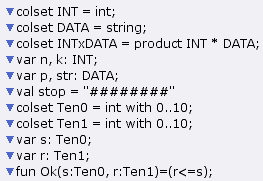 colset INT = int;
colset DATA = string;
colset INTxDATA = product INT * DATA;
var n, k: INT;
var p, str: DATA;
val stop = "########"
colset Ten0 = int with 0..10;
colset Ten1 = int with 0..10;
var s: Ten0;
var r: Ten1;
fun Ok(s:Ten0, r:Ten1)=(r<=s);